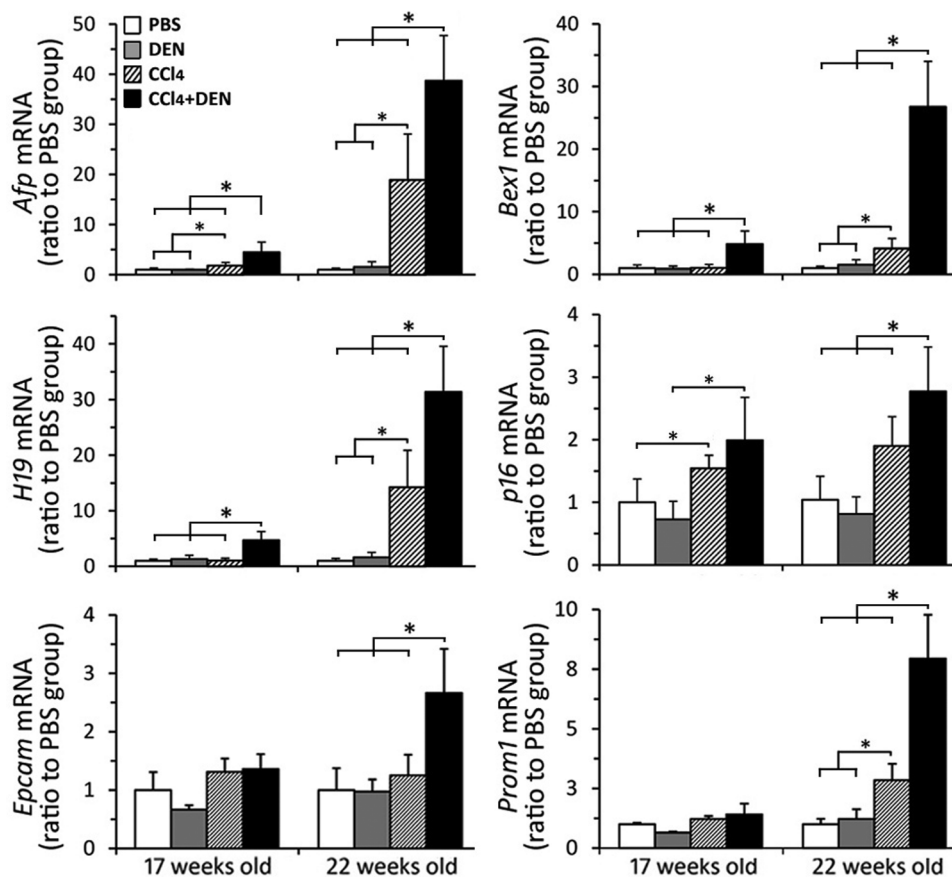 Afp mRNA
(ratio to PBS group)
50
40
30
20
10
0
PBS
DEN
CCl4
CCl4+DEN
*
*
*
*
Bex1 mRNA
(ratio to PBS group)
40
30
20
10
0
*
*
*
H19 mRNA
(ratio to PBS group)
40
30
20
10
0
*
*
*
p16 mRNA
(ratio to PBS group)
4
3
2
1
0
*
*
*
Epcam mRNA
(ratio to PBS group)
4
3
2
1
0
*
17 weeks old
22 weeks old
Prom1 mRNA
(ratio to PBS group)
10
8
5
3
0
*
*
17 weeks old
22 weeks old